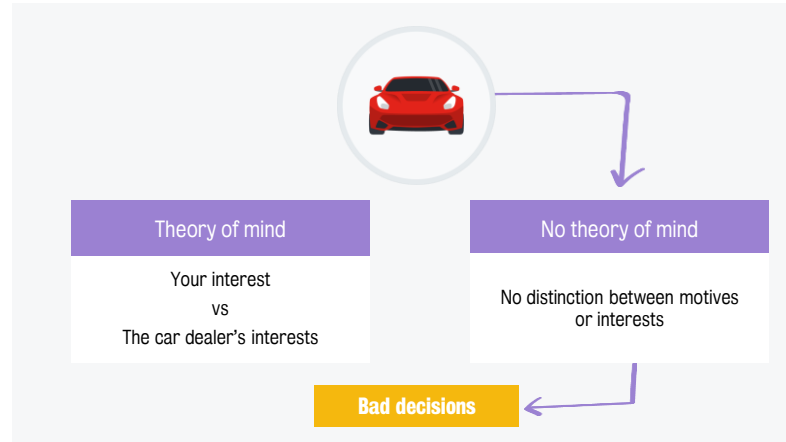 Theory of mind
Your interest
vs
The car dealer's interests
No theory of mind
No distinction between motives
or interests
Bad decisions